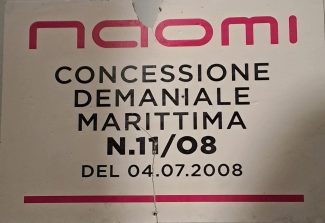 naomi
CONCESSIONE
DEMANIALE
MARITTIMA
N.11/08
DEL 04.07.2008